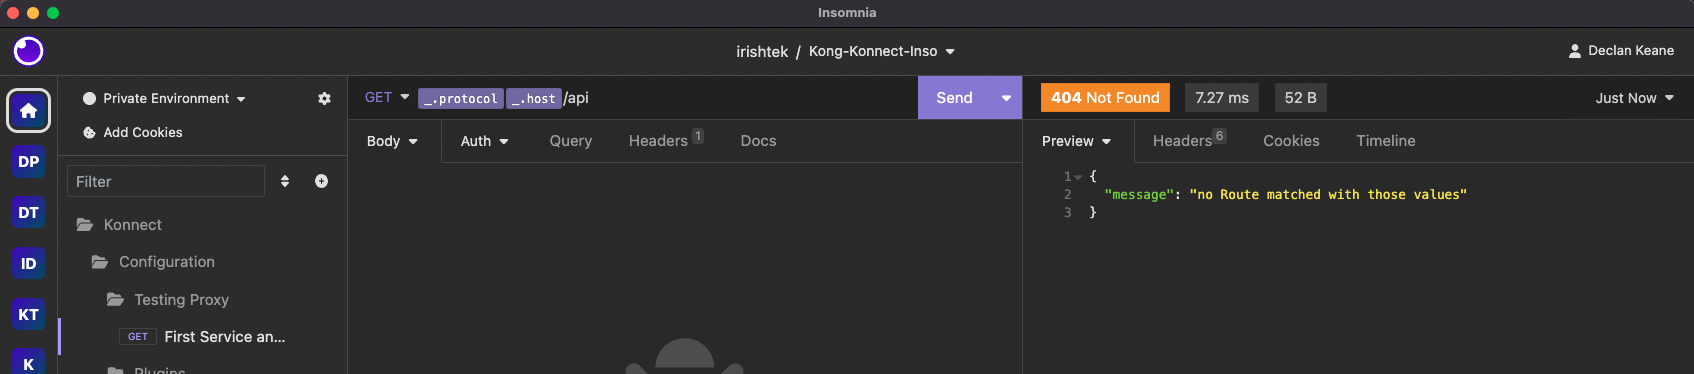 Insomnia
irishtek / Kong-Konnect-Inso
Declan Keane
Private Environment
Add Cookies
Filter
DP
DT
ID
KT
K
Konnect
Configuration
Testing Proxy
GET First Service an...
Plugins
GET _.protocol _.host /api Send
Body Auth Query Headers 1 Docs
404 Not Found 7.27 ms 52 B Just Now
Preview Headers 6 Cookies Timeline
1 {
2 "message": "no Route matched with those values"
3 }